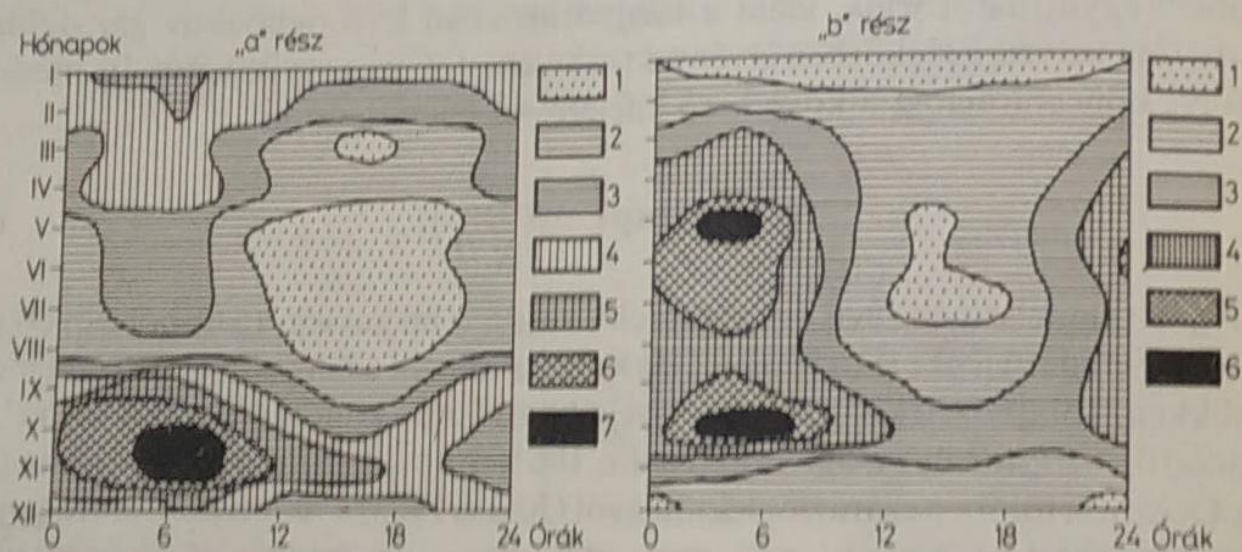 Hónapok
„a" rész
I
II
III
IV
V
VI
VII
VIII
IX
X
XI
XII
0 6 12 18 24 Órák
1
2
3
4
5
6
7
„b" rész
0 6 12 18 24 Órák
1
2
3
4
5
6